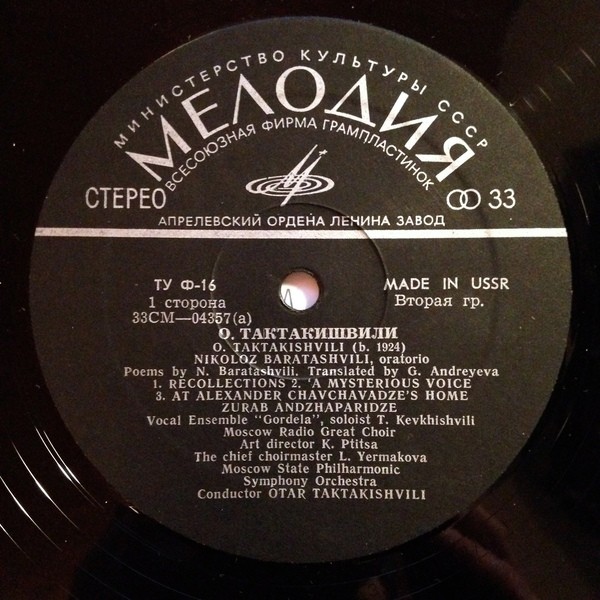 МИНИСТЕРСТВО КУЛЬТУРЫ СССР
МЕЛОДИЯ
ВСЕСОЮЗНАЯ ФИРМА ГРАМПЛАСТИНОК
СТЕРЕО
33
АПРЕЛЕВСКИЙ ОРДЕНА ЛЕНИНА ЗАВОД
ТУ Ф-16
MADE IN USSR
1 сторона
Вторая гр.
33СМ—04357(а)
О. ТАКТАКИШВИЛИ
O. TAKTAKISHVILI (b. 1924)
NIKOLOZ BARATASHVILI, oratorio
Poems by N. Baratashvili. Translated by G. Andreyeva
1. RECOLLECTIONS 2. 'A MYSTERIOUS VOICE
3. AT ALEXANDER CHAVCHAVADZE'S HOME
ZURAB ANDZHAPARIDZE
Vocal Ensemble "Gordela", soloist T. Kevkhishvili
Moscow Radio Great Choir
Art director K. Ptitsa
The chief choirmaster L. Yermakova
Moscow State Philharmonic
Symphony Orchestra
Conductor OTAR TAKTAKISHVILI